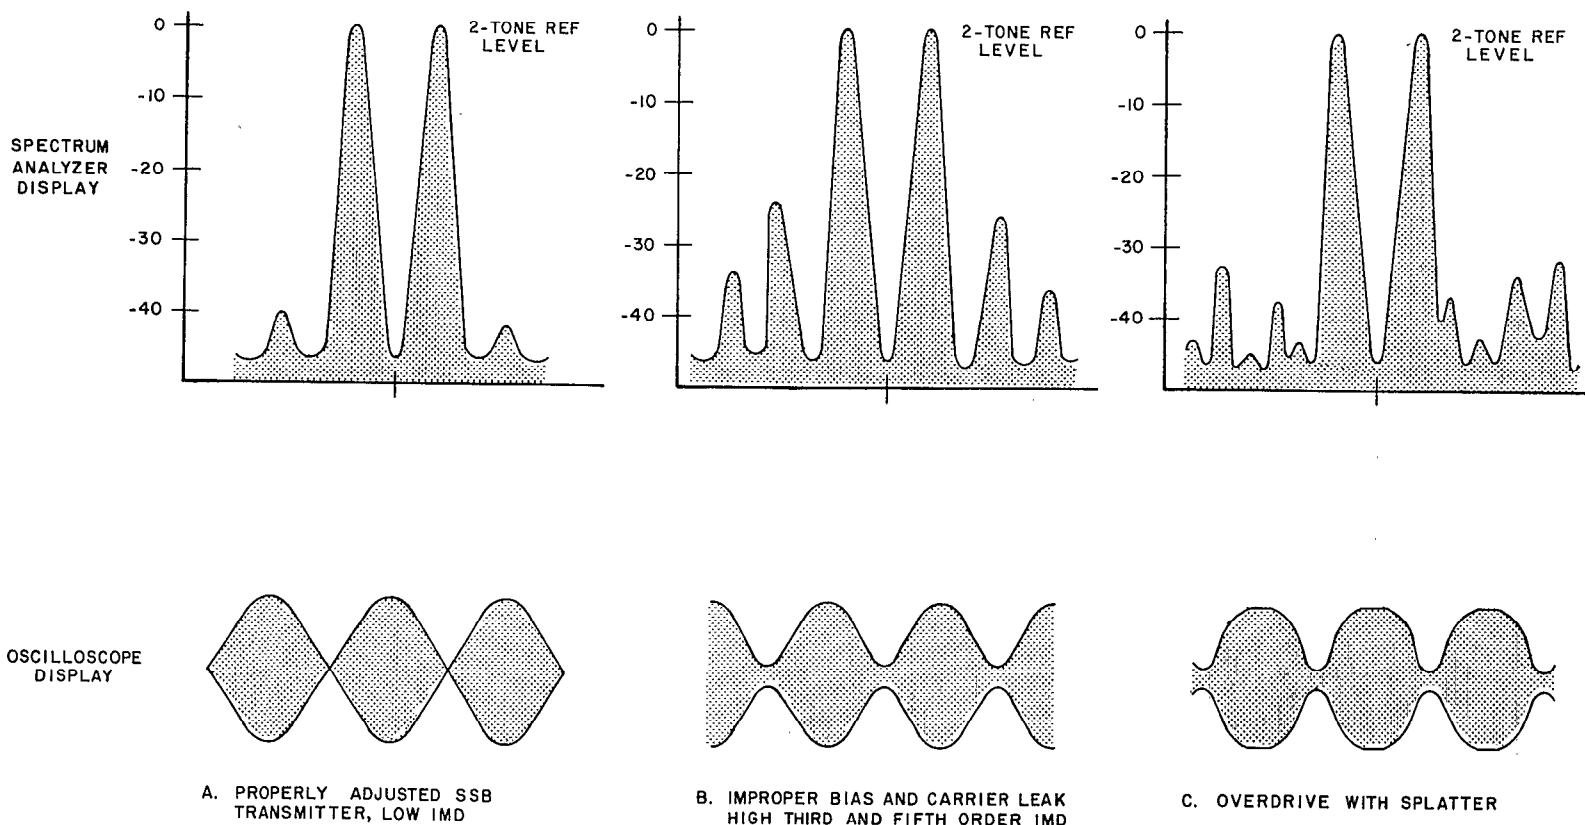 SPECTRUM
ANALYZER
DISPLAY
0
-10
-20
-30
-40
2-TONE REF
LEVEL
0
-10
-20
-30
-40
2-TONE REF
LEVEL
0
-10
-20
-30
-40
2-TONE REF
LEVEL
OSCILLOSCOPE
DISPLAY
A. PROPERLY ADJUSTED SSB
TRANSMITTER, LOW IMD
B. IMPROPER BIAS AND CARRIER LEAK
HIGH THIRD AND FIFTH ORDER IMD
C. OVERDRIVE WITH SPLATTER